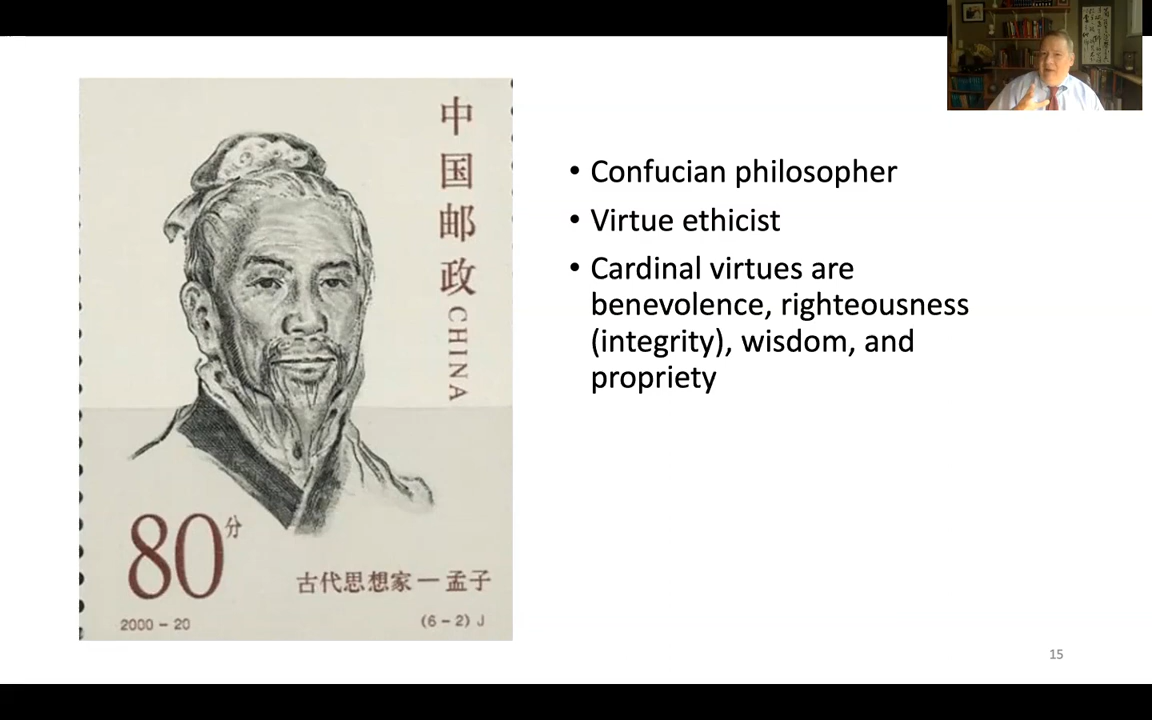 中国邮政
CHINA
80分
古代思想家一孟子
2000-20
(6-2) J
• Confucian philosopher
• Virtue ethicist
• Cardinal virtues are
benevolence, righteousness
(integrity), wisdom, and
propriety
15